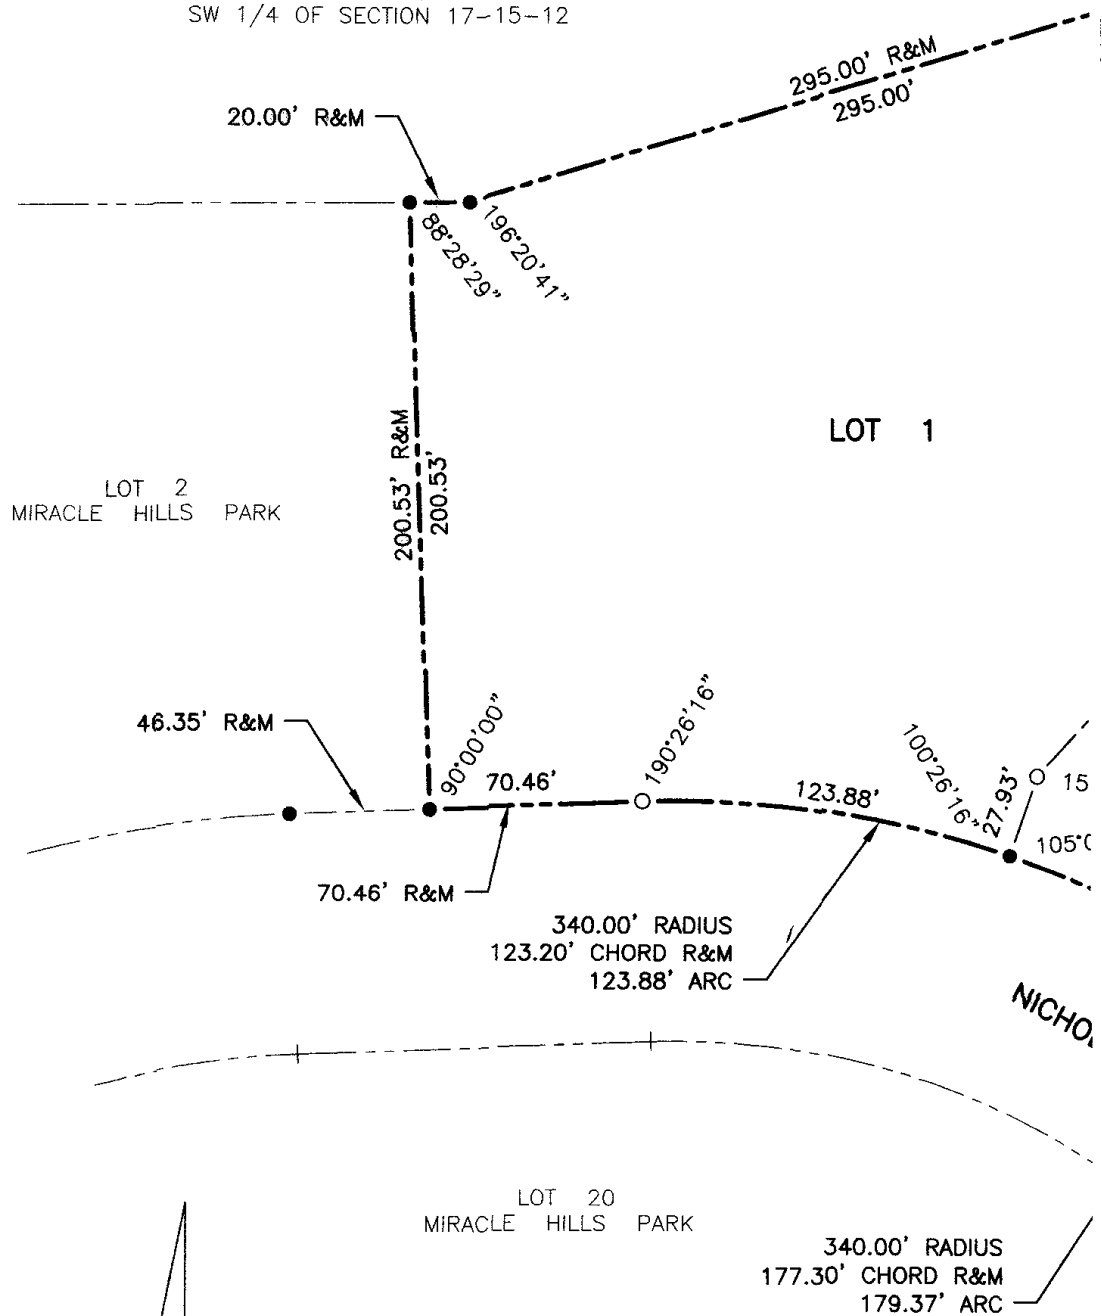 SW 1/4 OF SECTION 17-15-12
295.00' R&M
295.00'
20.00' R&M
88°28'29"
196°20'41"
LOT 1
200.53' R&M
200.53'
LOT 2
MIRACLE HILLS PARK
46.35' R&M
90°00'00"
70.46'
190°26'16"
123.88'
100°26'16"
27.93'
15
105°0
70.46' R&M
340.00' RADIUS
123.20' CHORD R&M
123.88' ARC
NICHO
LOT 20
MIRACLE HILLS PARK
340.00' RADIUS
177.30' CHORD R&M
179.37' ARC